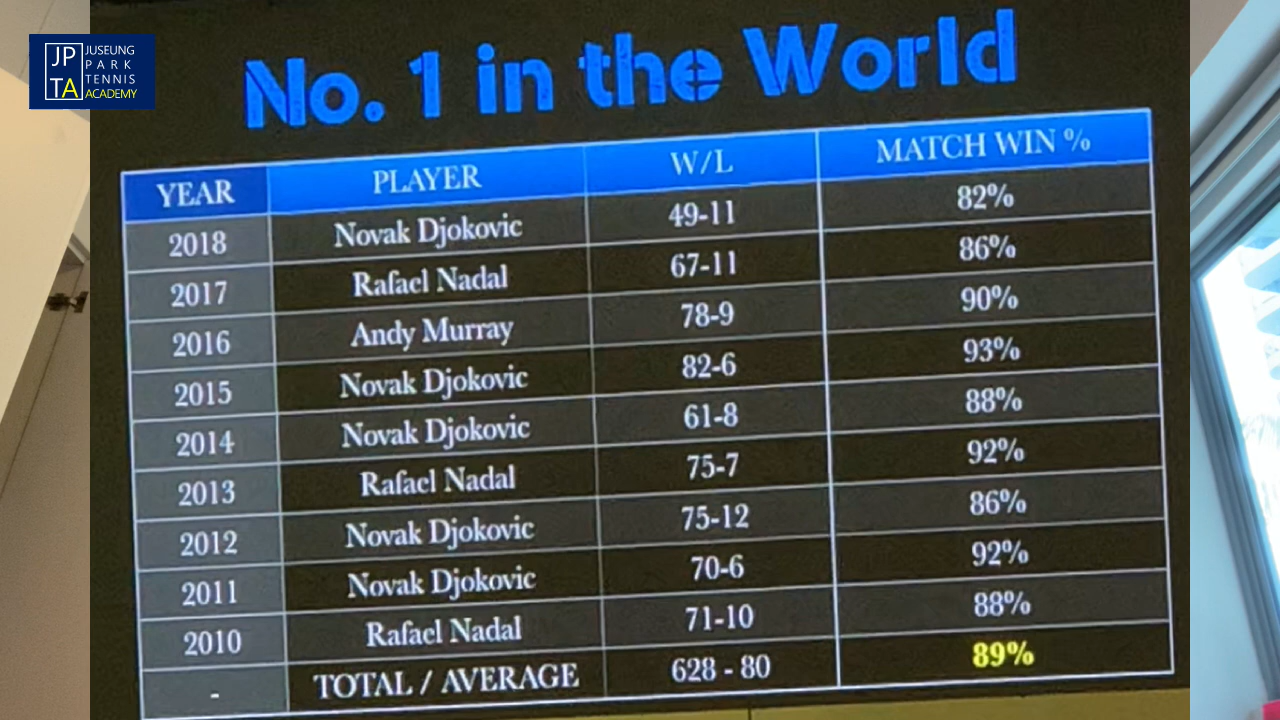 JP JUSEUNG
PARK
TA TENNIS
ACADEMY
No. 1 in the World
YEAR PLAYER W/L MATCH WIN %
2018 Novak Djokovic 49-11 82%
2017 Rafael Nadal 67-11 86%
2016 Andy Murray 78-9 90%
2015 Novak Djokovic 82-6 93%
2014 Novak Djokovic 61-8 88%
2013 Rafael Nadal 75-7 92%
2012 Novak Djokovic 75-12 86%
2011 Novak Djokovic 70-6 92%
2010 Rafael Nadal 71-10 88%
- TOTAL / AVERAGE 628 - 80 89%